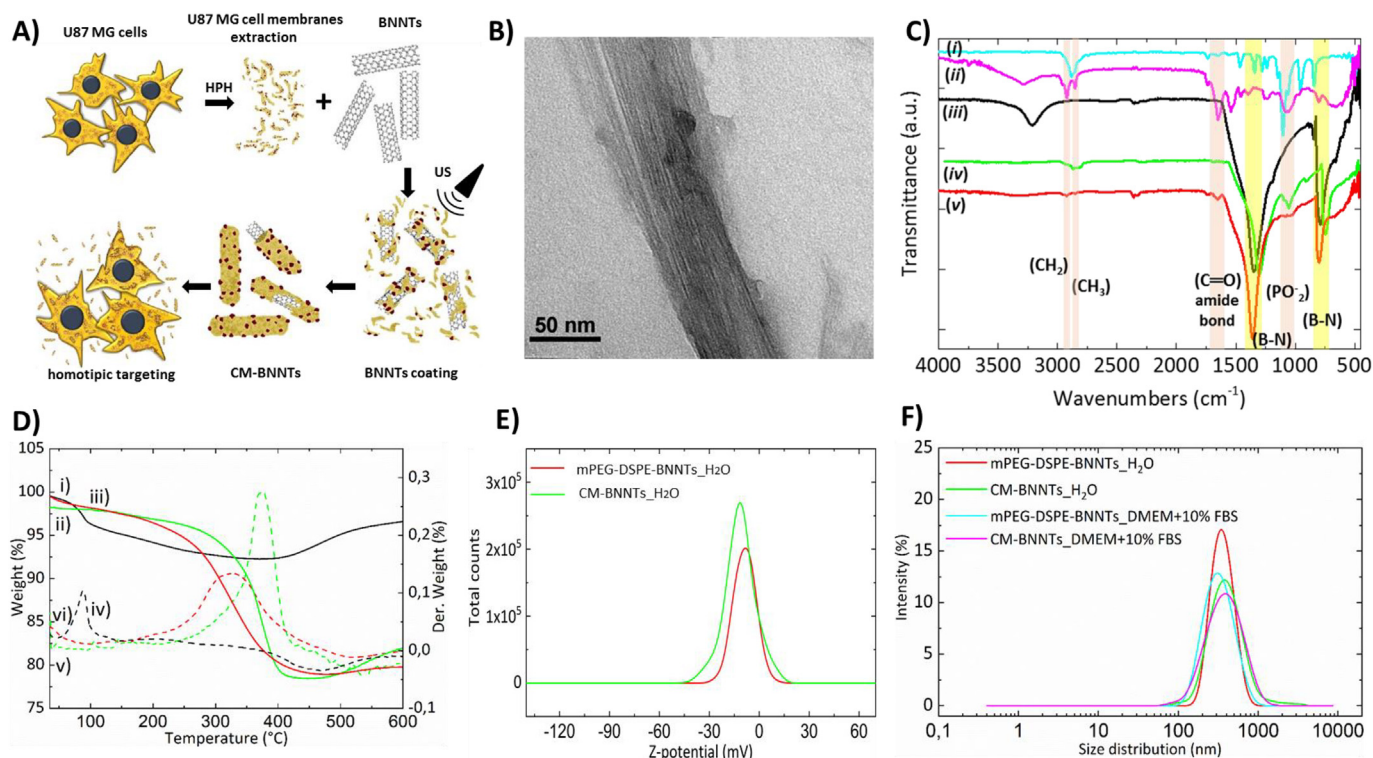 A)
U87 MG cells
U87 MG cell membranes
extraction
BNNTs
HPH
+
US
homotipic targeting
CM-BNNTs
BNNTs coating
B)
50 nm
C)
Transmittance (a.u.)
(i)
(ii)
iii)
(iv)
(v)
(CH2)
(CH3)
(C=O)
amide
bond
(PO-2)
(B-N)
(B-N)
4000 3500 3000 2500 2000 1500 1000 500
Wavenumbers (cm-1)
D)
Weight (%)
105
100
95
90
85
80
75
i)
iii)
ii)
vi)
iv)
v)
0,3
0,2
0,1
0,0
-0,1
Der. Weight (%)
100 200 300 400 500 600
Temperature (°C)
E)
Total counts
3x10^5
2x10^5
1x10^5
0
mPEG-DSPE-BNNTs_H2O
CM-BNNTs_H2O
-120 -90 -60 -30 0 30 60
Z-potential (mV)
F)
Intensity (%)
25
20
15
10
5
0
mPEG-DSPE-BNNTs_H2O
CM-BNNTs_H2O
mPEG-DSPE-BNNTs_DMEM+10% FBS
CM-BNNTs_DMEM+10% FBS
0,1 1 10 100 1000 10000
Size distribution (nm)